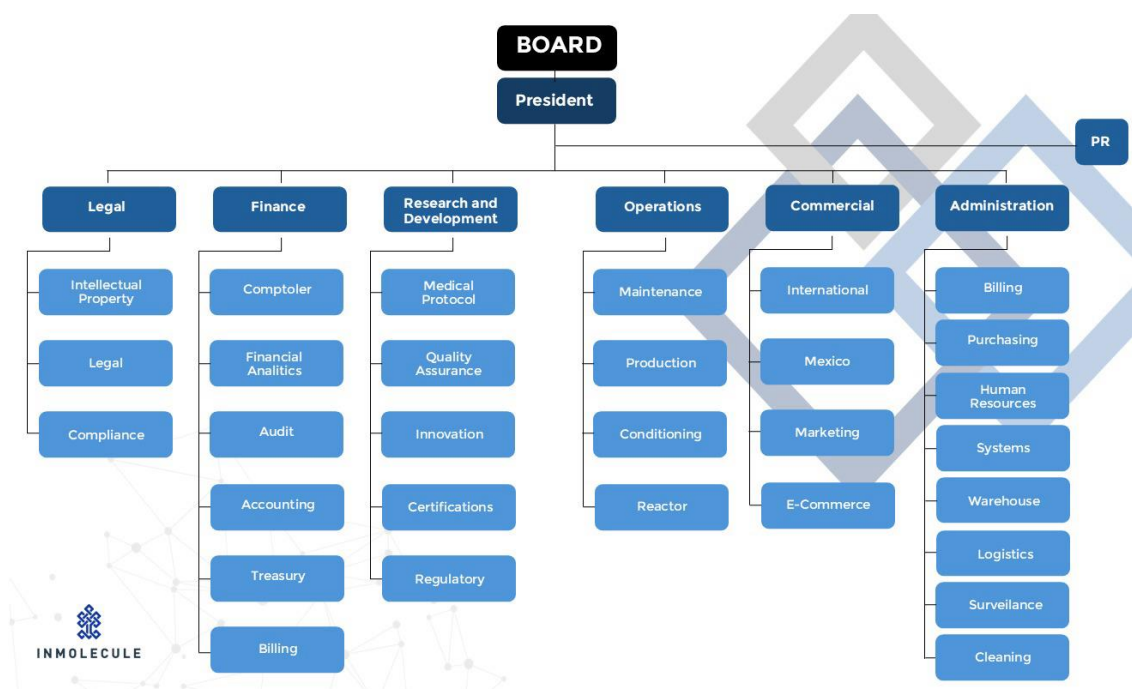 BOARD
President
PR
Legal
Finance
Research and
Development
Operations
Commercial
Administration
Intellectual
Property
Legal
Compliance
Comptoler
Financial
Analitics
Audit
Accounting
Treasury
Billing
Medical
Protocol
Quality
Assurance
Innovation
Certifications
Regulatory
Maintenance
Production
Conditioning
Reactor
International
Mexico
Marketing
E-Commerce
Billing
Purchasing
Human
Resources
Systems
Warehouse
Logistics
Surveilance
Cleaning
INMOLECULE